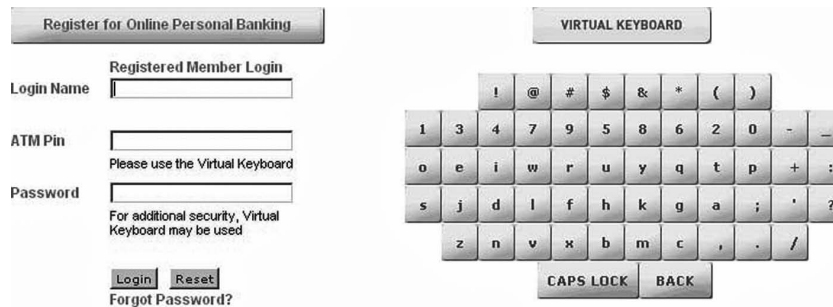 Register for Online Personal Banking
Registered Member Login
Login Name
ATM Pin
Please use the Virtual Keyboard
Password
For additional security, Virtual
Keyboard may be used
Login Reset
Forgot Password?
VIRTUAL KEYBOARD
! @ # $ & * ( )
1 3 4 7 9 5 8 6 2 0 - _
o e i w r u y q t p + :
s j d l f h k g a ; ' ?
z n v x b m c , . /
CAPS LOCK BACK